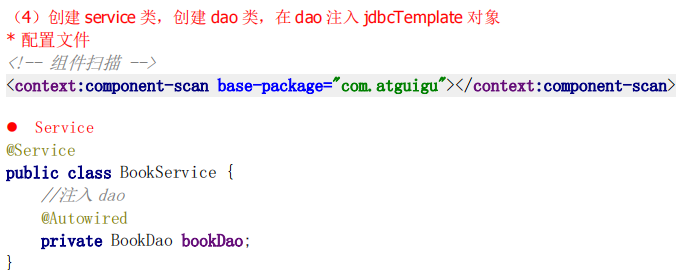 （4）创建 service 类，创建 dao 类，在 dao 注入 jdbcTemplate 对象
* 配置文件
<!-- 组件扫描 -->
<context:component-scan base-package="com.atguigu"></context:component-scan>
● Service
@Service
public class BookService {
    //注入 dao
    @Autowired
    private BookDao bookDao;
}